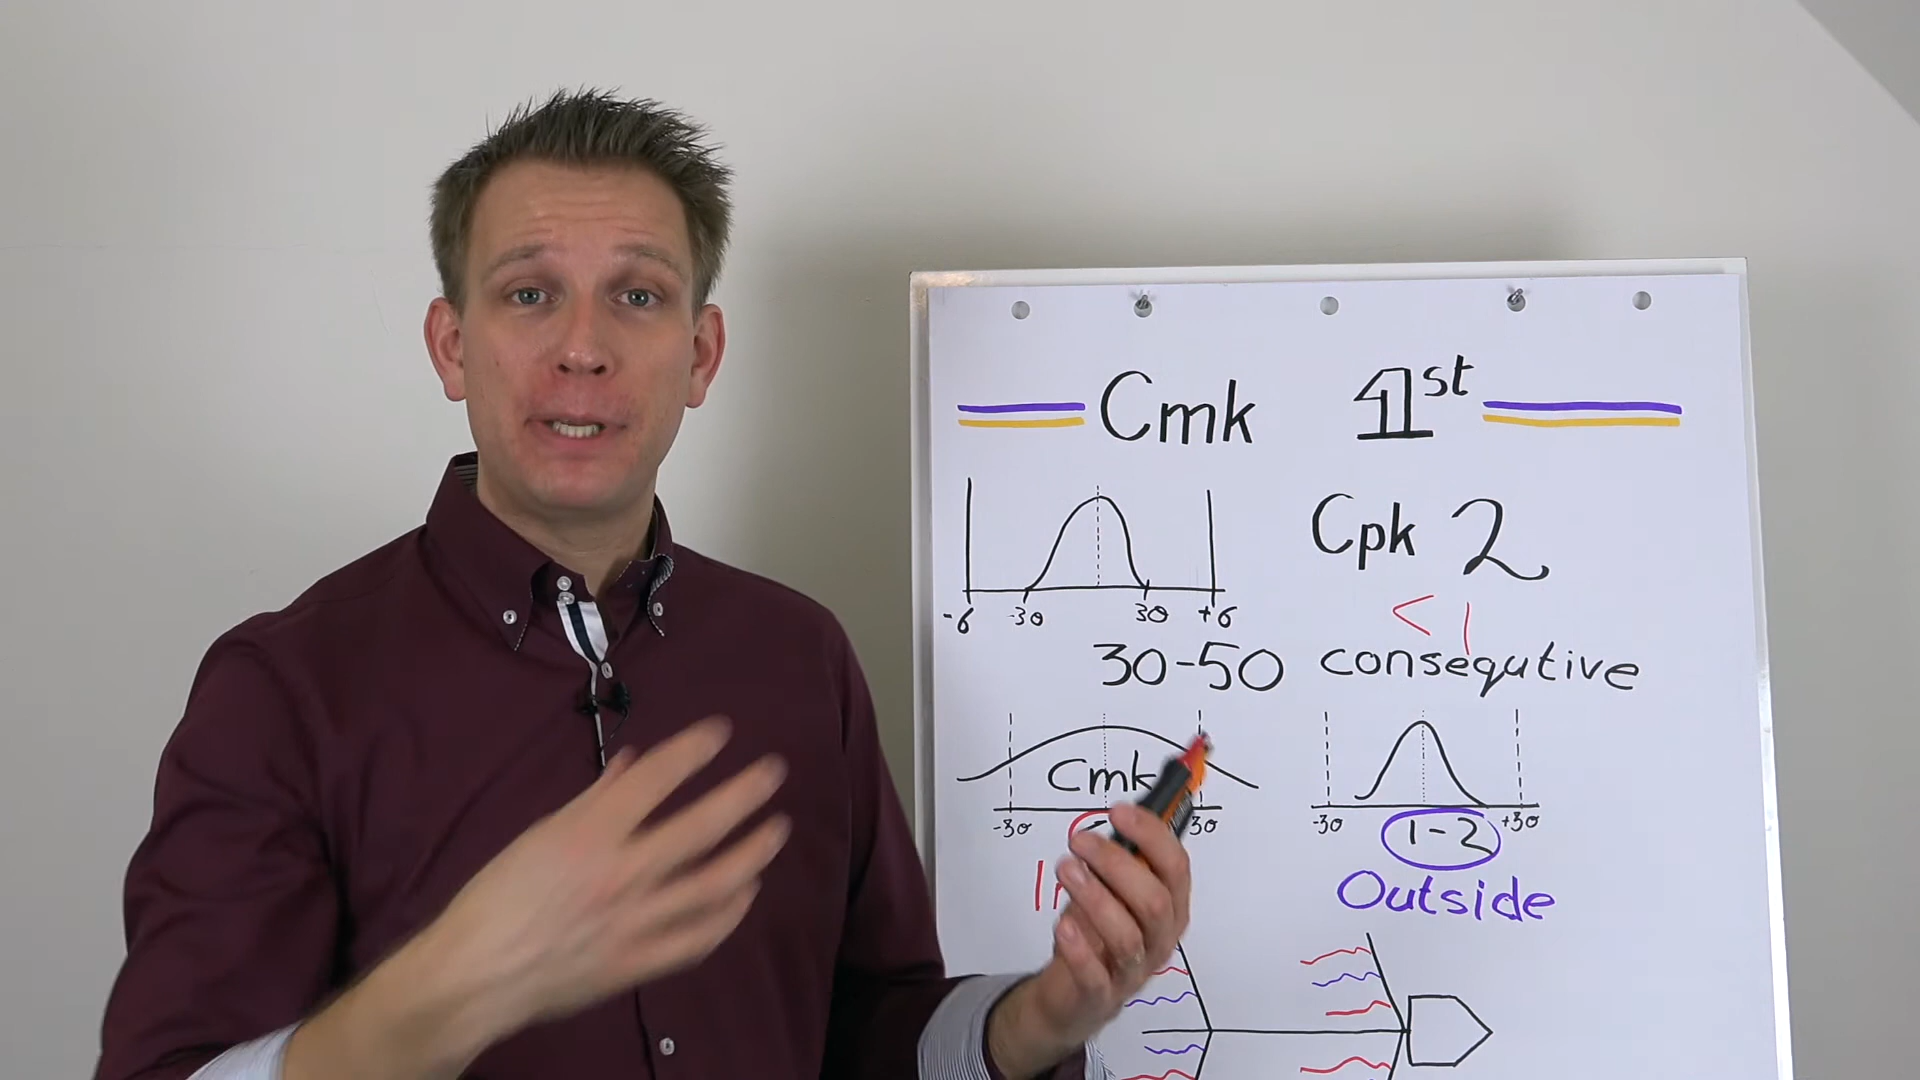 Cmk 1st
Cpk 2
< 1
-6 -3σ 3σ +6
30-50 consequtive
Cmk
-3σ 3σ -3σ 1-2 +3σ
Outside